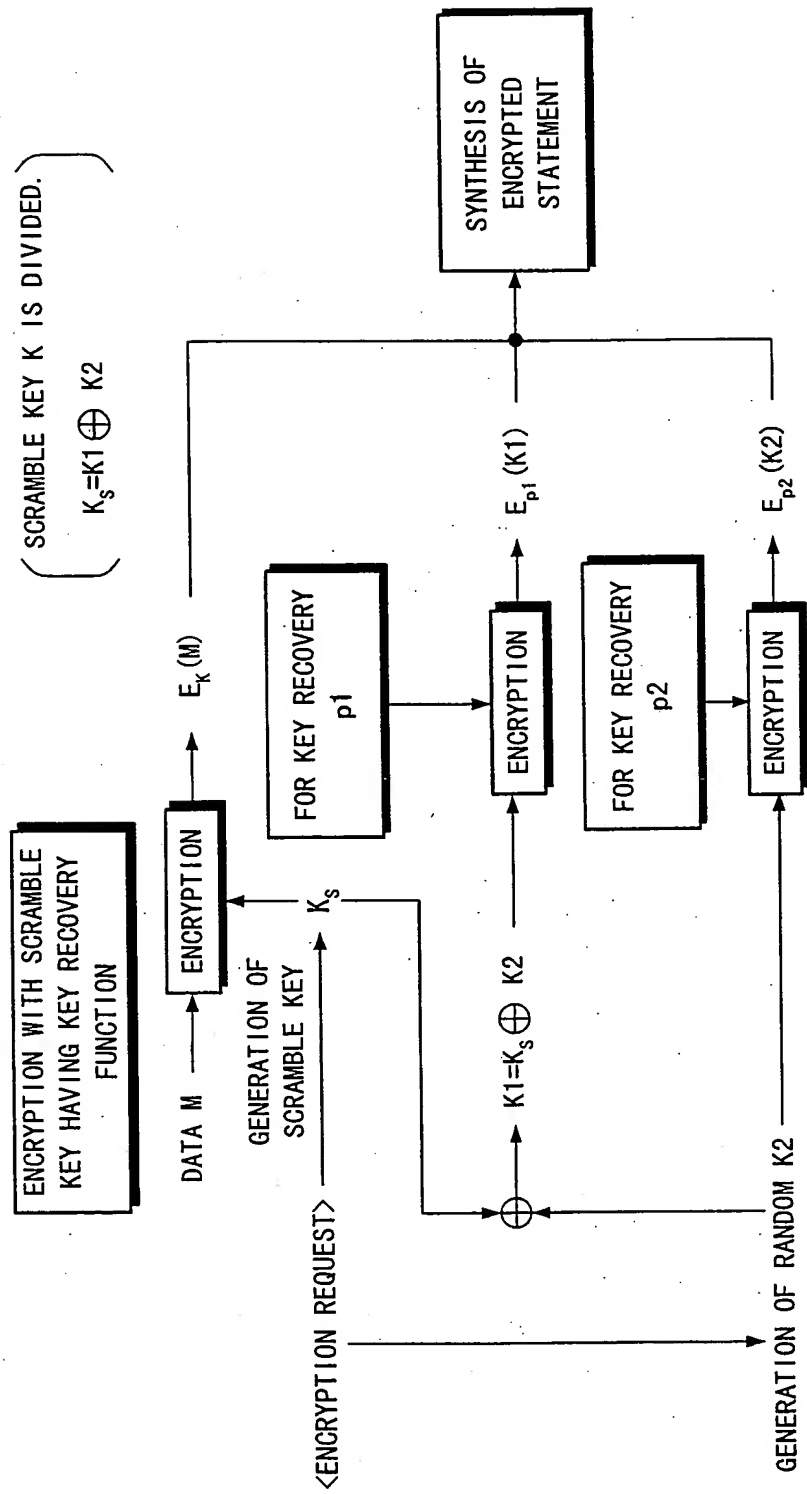 ENCRYPTION WITH SCRAMBLE
KEY HAVING KEY RECOVERY
FUNCTION
SCRAMBLE KEY K IS DIVIDED.
K_S=K1 ⊕ K2
DATA M
ENCRYPTION
E_K(M)
GENERATION OF
SCRAMBLE KEY
<ENCRYPTION REQUEST>
K_S
FOR KEY RECOVERY
p1
K1=K_S ⊕ K2
ENCRYPTION
E_p1(K1)
SYNTHESIS OF
ENCRYPTED
STATEMENT
FOR KEY RECOVERY
p2
GENERATION OF RANDOM K2
ENCRYPTION
E_p2(K2)